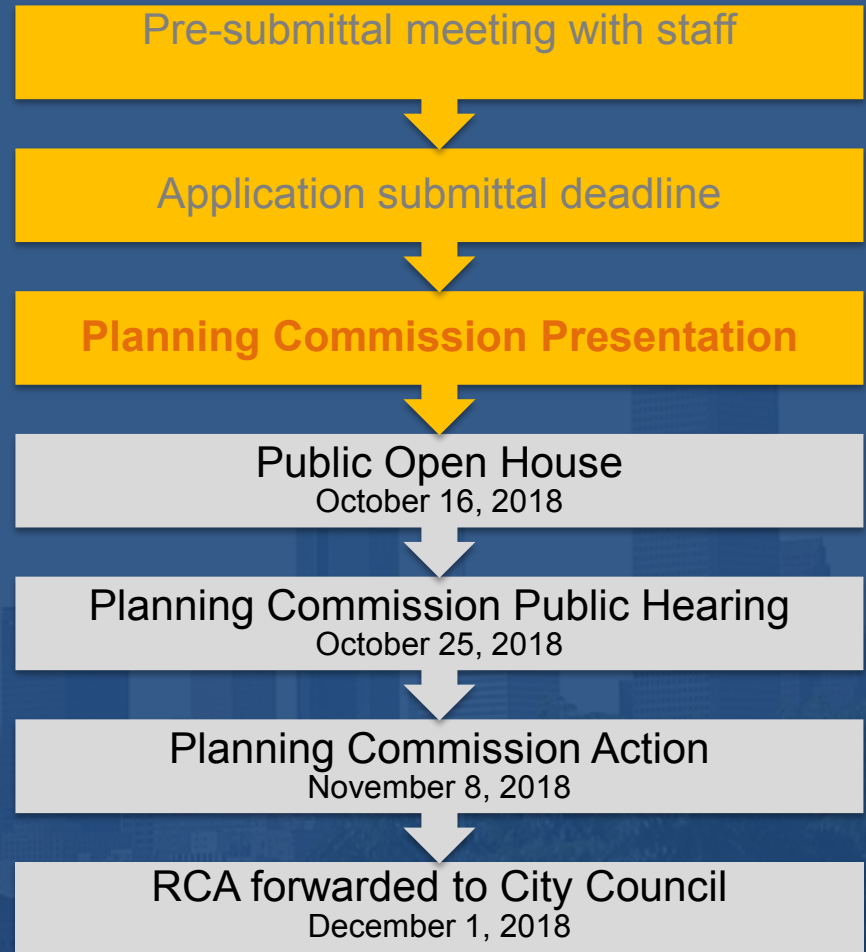 Pre-submittal meeting with staff
Application submittal deadline
Planning Commission Presentation
Public Open House
October 16, 2018
Planning Commission Public Hearing
October 25, 2018
Planning Commission Action
November 8, 2018
RCA forwarded to City Council
December 1, 2018